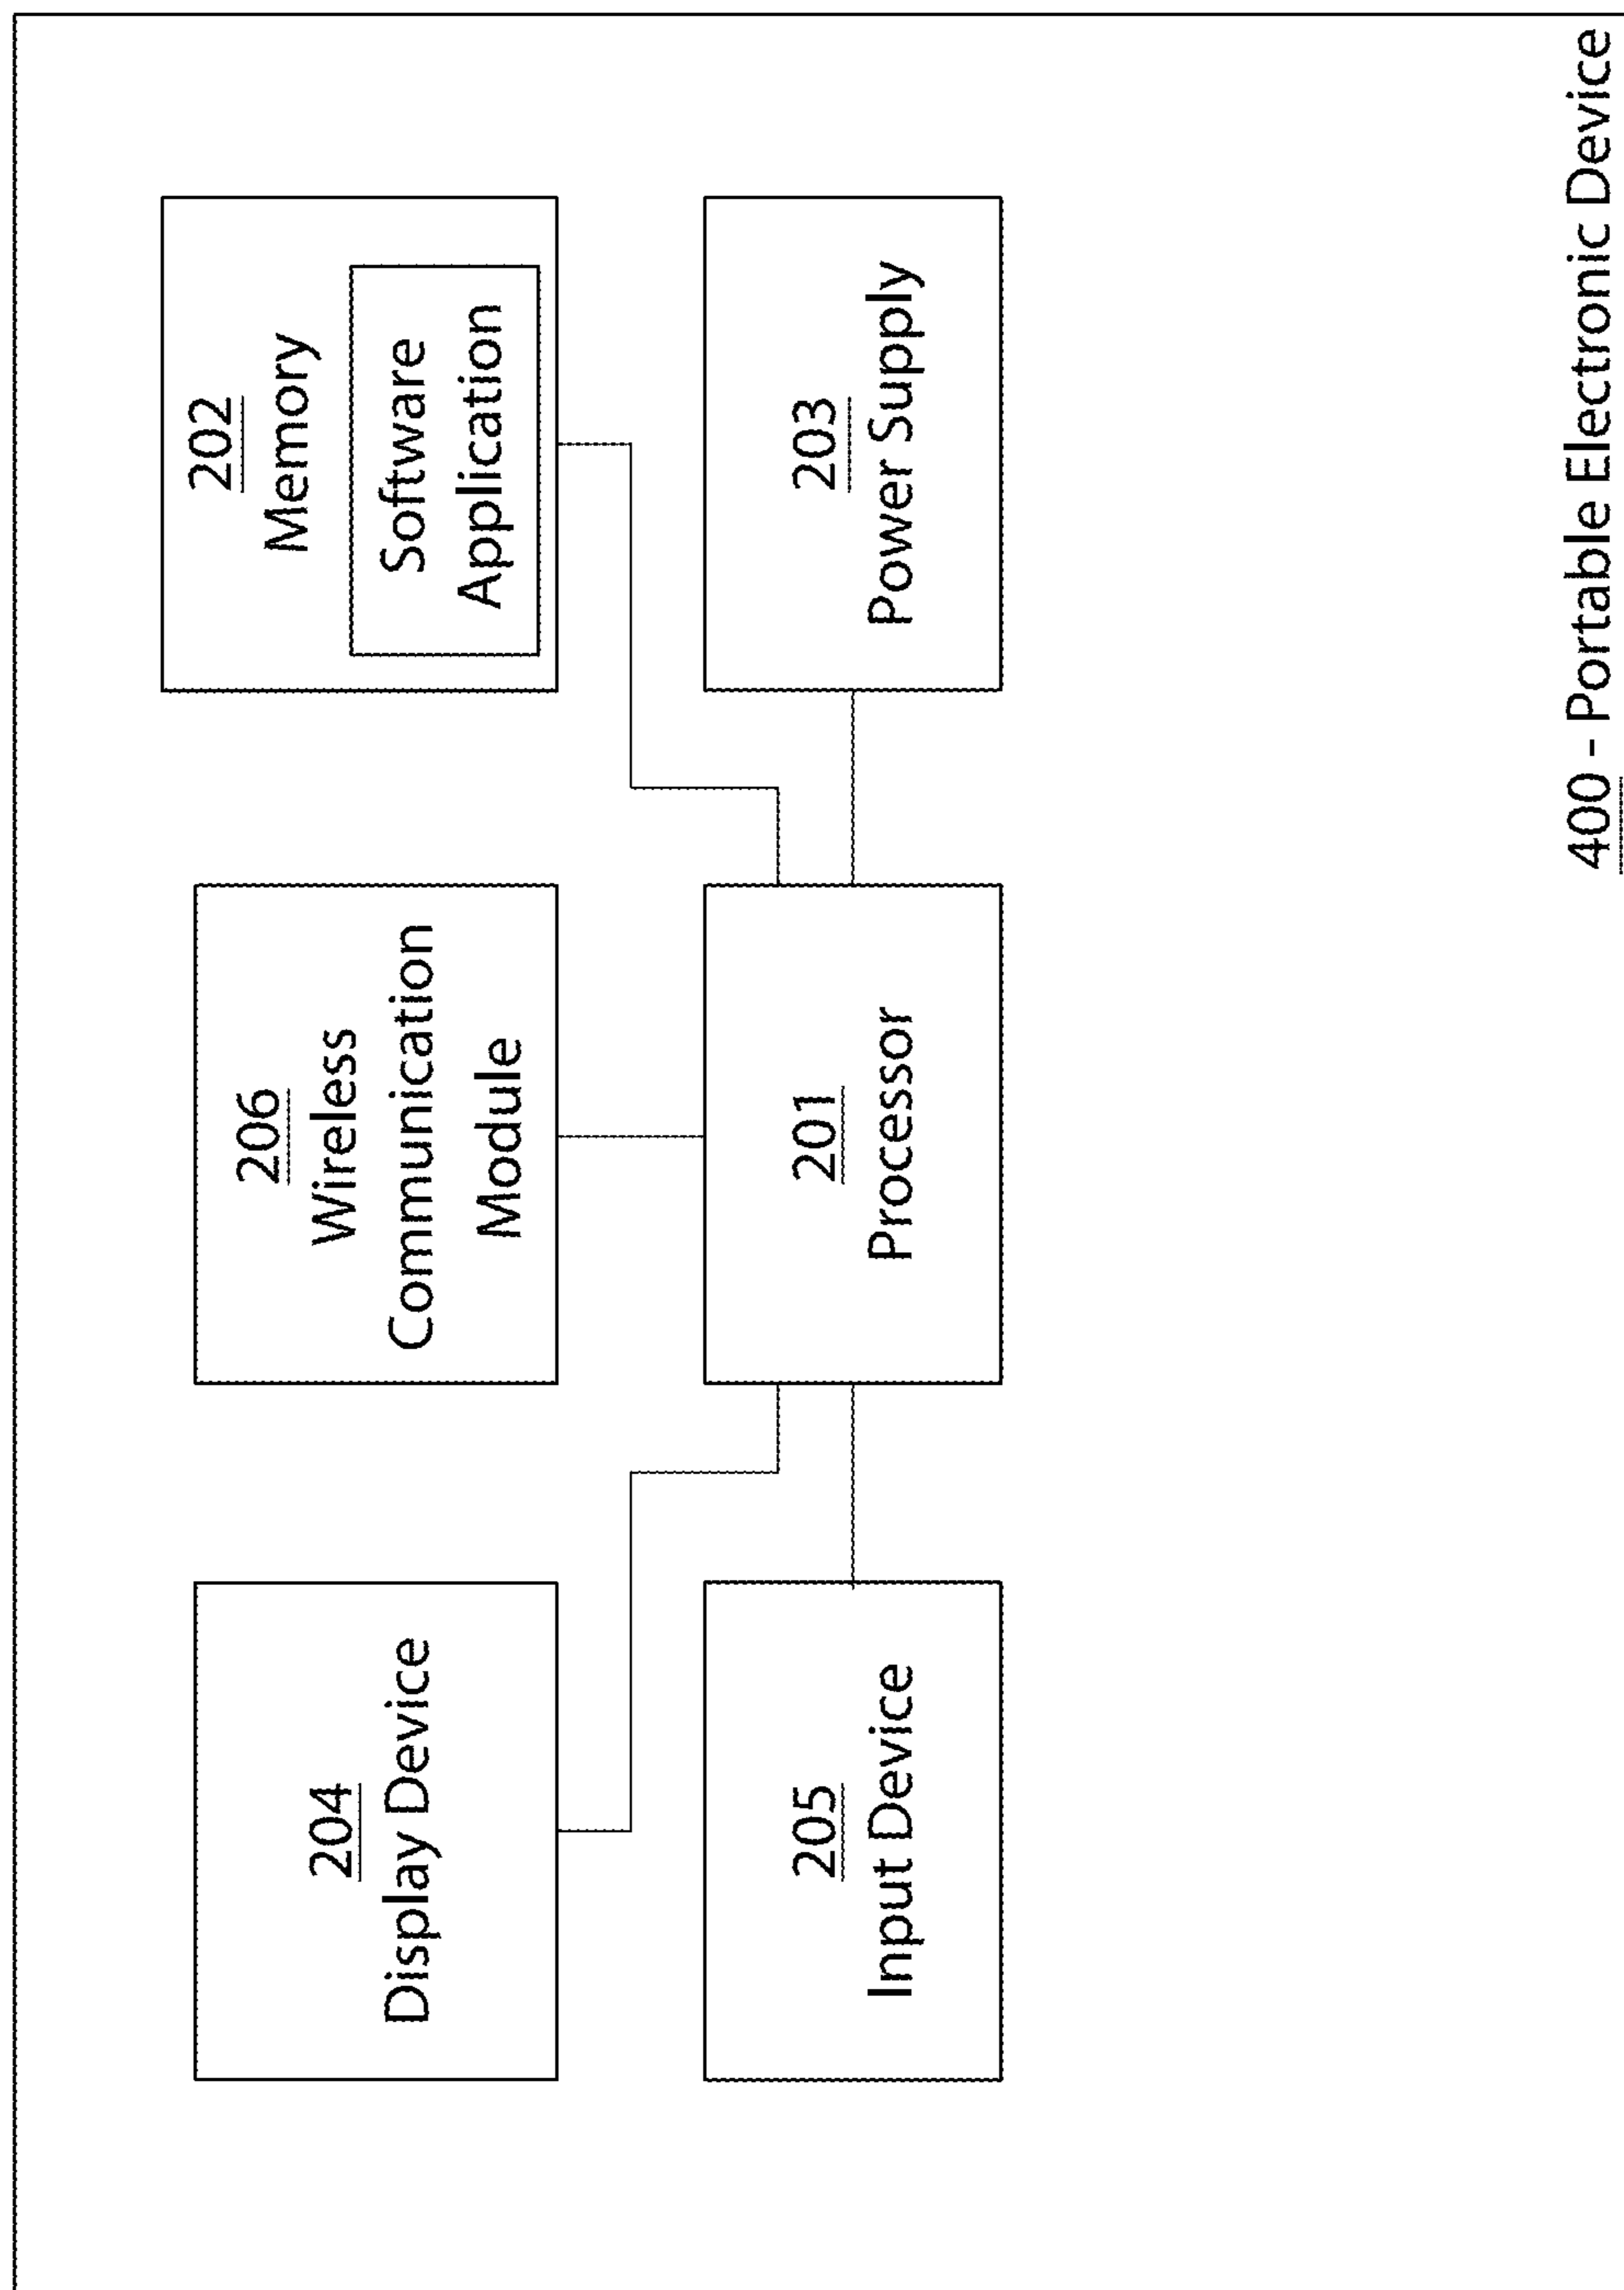 204
Display Device
206
Wireless
Communication
Module
202
Memory
Software
Application
205
Input Device
201
Processor
203
Power Supply
400 - Portable Electronic Device